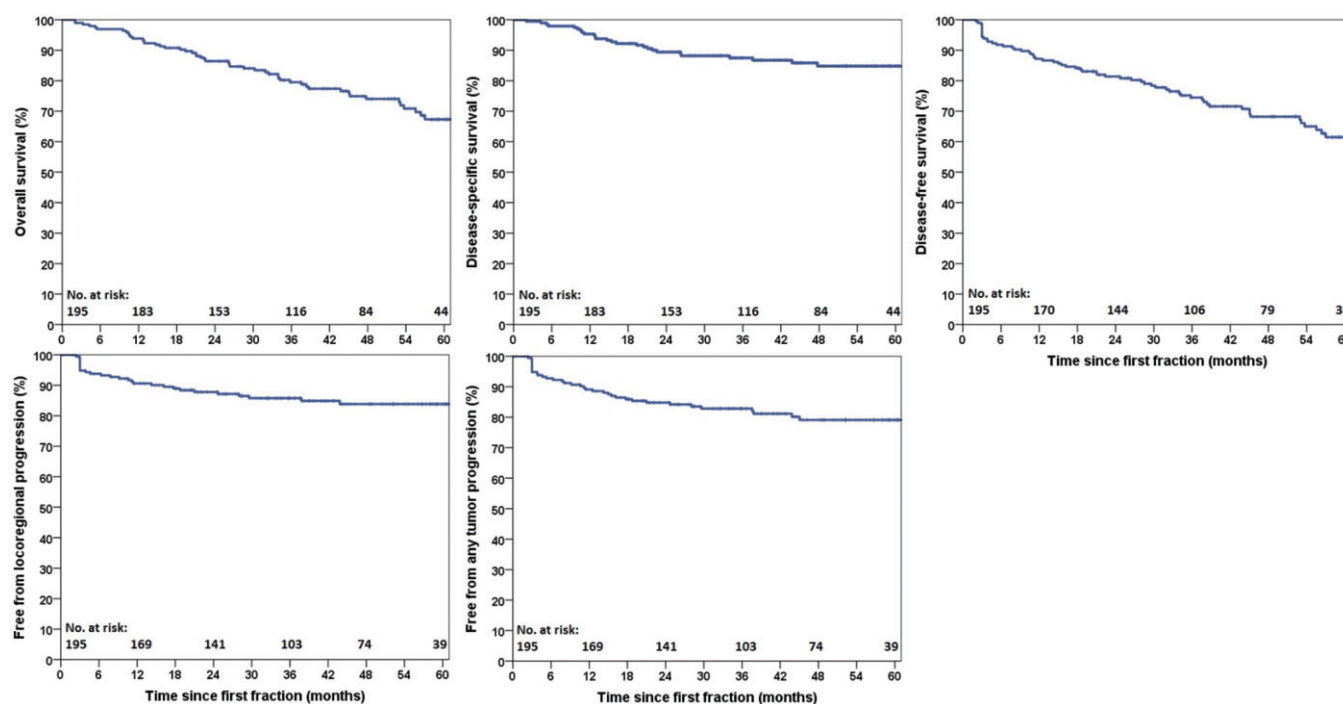 Overall survival (%)
100
90
80
70
60
50
40
30
20
10
0
No. at risk:
195 183 153 116 84 44
0 6 12 18 24 30 36 42 48 54 60
Disease-specific survival (%)
100
90
80
70
60
50
40
30
20
10
0
No. at risk:
195 183 153 116 84 44
0 6 12 18 24 30 36 42 48 54 60
Disease-free survival (%)
100
90
80
70
60
50
40
30
20
10
0
No. at risk:
195 170 144 106 79
0 6 12 18 24 30 36 42 48 54
Time since first fraction (months)
Free from locoregional progression (%)
100
90
80
70
60
50
40
30
20
10
0
No. at risk:
195 169 141 103 74 39
0 6 12 18 24 30 36 42 48 54 60
Time since first fraction (months)
Free from any tumor progression (%)
100
90
80
70
60
50
40
30
20
10
0
No. at risk:
195 169 141 103 74 39
0 6 12 18 24 30 36 42 48 54 60
Time since first fraction (months)